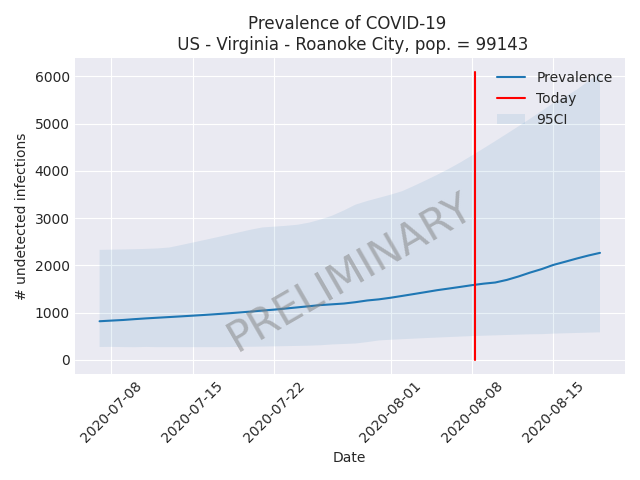 Prevalence of COVID-19
US - Virginia - Roanoke City, pop. = 99143
6000
5000
4000
3000
2000
1000
0
# undetected infections
Prevalence
Today
95CI
PRELIMINARY
2020-07-08
2020-07-15
2020-07-22
2020-08-01
2020-08-08
2020-08-15
Date